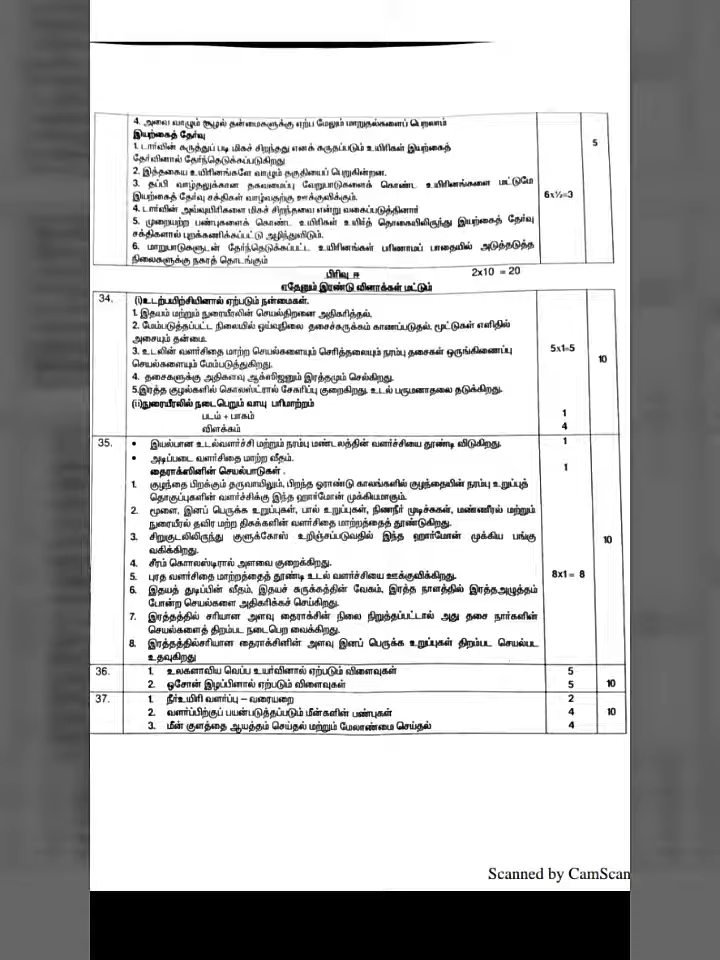 4. அவை வாழும் சூழல் தன்மைகளுக்கு ஏற்ப மேலும் மாறுதல்களைப் பெறலாம்
இயற்கைத் தேர்வு
5
1. டார்வின் கருத்துப் படி மிகச் சிறந்தது எனக் கருதப்படும் உயிரிகள் இயற்கைத்
தேர்வினால் தேர்ந்தெடுக்கப்படுகிறது
2. இத்தகைய உயிரினங்களே வாழும் தகுதியைப் பெறுகின்றன.
3. தப்பி வாழ்தலுக்கான தகவமைப்பு வேறுபாடுகளைக் கொண்ட உயிரினங்களை மட்டுமே
இயற்கைத் தேர்வு சக்திகள் வாழ்வதற்கு ஊக்குவிக்கும்.
6x½=3
4. டார்வின் அவ்வுயிரிகளை மிகச் சிறந்தவை என்று வகைப்படுத்தினார்
5. முறையற்ற பண்புகளைக் கொண்ட உயிரிகள் உயிர்த் தொகையிலிருந்து இயற்கைத் தேர்வு
சக்திகளால் புறக்கணிக்கப்பட்டு அழிந்துவிடும்.
6. மாறுபாடுகளுடன் தேர்ந்தெடுக்கப்பட்ட உயிரினங்கள் பரிணாமப் பாதையில் அடுத்தடுத்த
நிலைகளுக்கு நகரத் தொடங்கும்
பிரிவு ஈ 2x10 = 20
ஏதேனும் இரண்டு வினாக்கள் மட்டும்
34. (i)உடற்பயிற்சியினால் ஏற்படும் நன்மைகள்.
1. இதயம் மற்றும் நுரையீரலின் செயல்திறனை அதிகரித்தல்,
2. மேம்படுத்தப்பட்ட நிலையில் ஓய்வுநிலை தசைச்சுருக்கம் காணப்படுதல், மூட்டுகள் எளிதில்
அசையும் தன்மை.
3. உடலின் வளர்சிதை மாற்ற செயல்களையும் செரித்தலையும் நரம்பு தசைகள் ஒருங்கிணைப்பு 5x1=5
செயல்களையும் மேம்படுத்துகிறது. 10
4. தசைகளுக்கு அதிகளவு ஆக்ஸிஜனும் இரத்தமும் செல்கிறது.
5.இரத்த குழல்களில் கொலஸ்ட்ரால் சேகரிப்பு குறைகிறது. உடல் பருமனாதலை தடுக்கிறது.
(ii)நுரையீரலில் நடைபெறும் வாயு பரிமாற்றம்
படம் + பாகம் 1
விளக்கம் 4
35. • இயல்பான உடல்வளர்ச்சி மற்றும் நரம்பு மண்டலத்தின் வளர்ச்சியை தூண்டி விடுகிறது. 1
• அடிப்படை வளர்சிதை மாற்ற வீதம்.
தைராக்ஸினின் செயல்பாடுகள் . 1
1. குழந்தை பிறக்கும் தருவாயிலும், பிறந்த ஓராண்டு காலங்களில் குழந்தையின் நரம்பு உறுப்புத்
தொகுப்புகளின் வளர்ச்சிக்கு இந்த ஹார்மோன் முக்கியமாகும்.
2. மூளை, இனப் பெருக்க உறுப்புகள், பால் உறுப்புகள், நிணநீர் முடிச்சுகள், மண்ணீரல் மற்றும்
நுரையீரல் தவிர மற்ற திசுக்களின் வளர்சிதை மாற்றத்தைத் தூண்டுகிறது.
3. சிறுகுடலிலிருந்து குளுக்கோஸ் உறிஞ்சப்படுவதில் இந்த ஹார்மோன் முக்கிய பங்கு 10
வகிக்கிறது.
4. சீரம் கொலஸ்டிரால் அளவை குறைக்கிறது.
5. புரத வளர்சிதை மாற்றத்தைத் தூண்டி உடல் வளர்ச்சியை ஊக்குவிக்கிறது. 8x1= 8
6. இதயத் துடிப்பின் வீதம், இதயச் சுருக்கத்தின் வேகம், இரத்த நாளத்தில் இரத்தஅழுத்தம்
போன்ற செயல்களை அதிகரிக்கச் செய்கிறது.
7. இரத்தத்தில் சரியான அளவு தைராக்சின் நிலை நிறுத்தப்பட்டால் அது தசை நார்களின்
செயல்களைத் திறம்பட நடைபெற வைக்கிறது.
8. இரத்தத்தில்சரியான தைராக்சினின் அளவு இனப் பெருக்க உறுப்புகள் திறம்பட செயல்பட
உதவுகிறது
36. 1. உலகளாவிய வெப்ப உயர்வினால் ஏற்படும் விளைவுகள் 5
2. ஓசோன் இழப்பினால் ஏற்படும் விளைவுகள் 5 10
37. 1. நீர்உயிரி வளர்ப்பு – வரையறை 2
2. வளர்ப்பிற்குப் பயன்படுத்தப்படும் மீன்களின் பண்புகள் 4 10
3. மீன் குளத்தை ஆயத்தம் செய்தல் மற்றும் மேலாண்மை செய்தல் 4
Scanned by CamScan